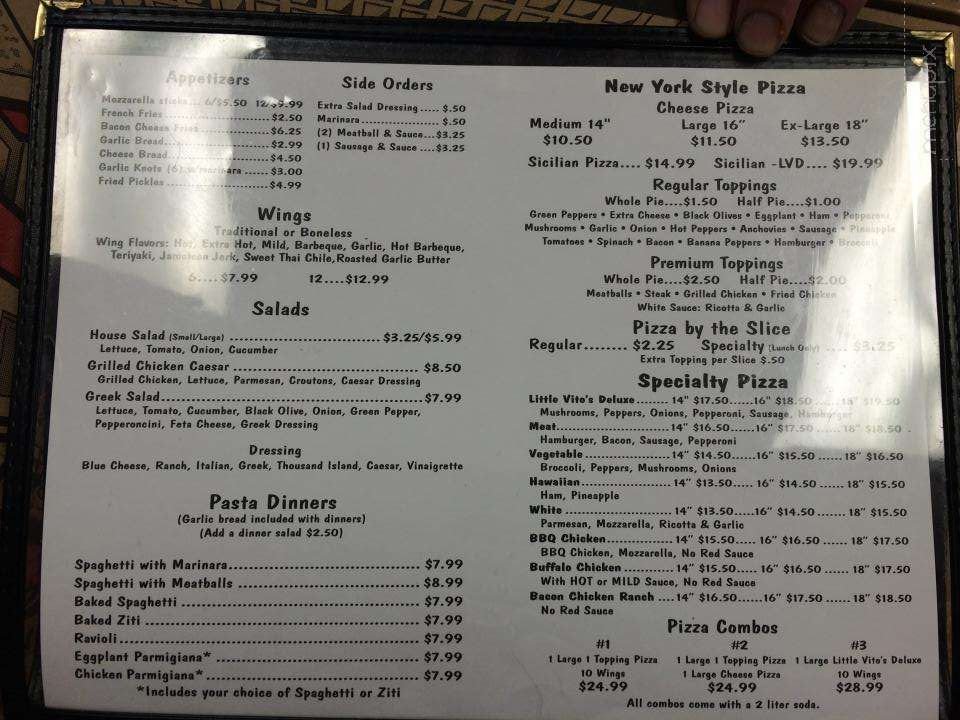 Appetizers
Mozzarella sticks... 6/$5.50 12/$9.99
French Fries ........................ $2.50
Bacon Cheese Fries ................. $6.25
Garlic Bread......................... $2.99
Cheese Bread......................... $4.50
Garlic Knots (6) w/marinara ...... $3.00
Fried Pickles ........................ $4.99
Side Orders
Extra Salad Dressing ..... $.50
Marinara.................... $.50
(2) Meatball & Sauce...$3.25
(1) Sausage & Sauce ....$3.25
Wings
Traditional or Boneless
Wing Flavors: Hot, Extra Hot, Mild, Barbeque, Garlic, Hot Barbeque,
Teriyaki, Jamaican Jerk, Sweet Thai Chile,Roasted Garlic Butter
6....$7.99 12....$12.99
Salads
House Salad (Small/Large) .............................. $3.25/$5.99
Lettuce, Tomato, Onion, Cucumber
Grilled Chicken Caesar .................................... $8.50
Grilled Chicken, Lettuce, Parmesan, Croutons, Caesar Dressing
Greek Salad.................................................. $7.99
Lettuce, Tomato, Cucumber, Black Olive, Onion, Green Pepper,
Pepperoncini, Feta Cheese, Greek Dressing
Dressing
Blue Cheese, Ranch, Italian, Greek, Thousand Island, Caesar, Vinaigrette
Pasta Dinners
(Garlic bread included with dinners)
(Add a dinner salad $2.50)
Spaghetti with Marinara..................................... $7.99
Spaghetti with Meatballs ................................... $8.99
Baked Spaghetti .............................................. $7.99
Baked Ziti ..................................................... $7.99
Ravioli.......................................................... $7.99
Eggplant Parmigiana* ....................................... $7.99
Chicken Parmigiana* ......................................... $7.99
*Includes your choice of Spaghetti or Ziti
New York Style Pizza
Cheese Pizza
Medium 14" Large 16" Ex-Large 18"
$10.50 $11.50 $13.50
Sicilian Pizza.... $14.99 Sicilian -LVD.... $19.99
Regular Toppings
Whole Pie....$1.50 Half Pie....$1.00
Green Peppers • Extra Cheese • Black Olives • Eggplant • Ham • Pepperoni
Mushrooms • Garlic • Onion • Hot Peppers • Anchovies • Sausage • Pineapple
Tomatoes • Spinach • Bacon • Banana Peppers • Hamburger • Broccoli
Premium Toppings
Whole Pie....$2.50 Half Pie....$2.00
Meatballs • Steak • Grilled Chicken • Fried Chicken
White Sauce: Ricotta & Garlic
Pizza by the Slice
Regular........ $2.25 Specialty (Lunch Only) .... $3.25
Extra Topping per Slice $.50
Specialty Pizza
Little Vito's Deluxe........ 14" $17.50......16" $18.50 ..... 18" $19.50
Mushrooms, Peppers, Onions, Pepperoni, Sausage, Hamburger
Meat............................14" $16.50......16" $17.50 ...... 18" $18.50
Hamburger, Bacon, Sausage, Pepperoni
Vegetable ..................... 14" $14.50......16" $15.50 ...... 18" $16.50
Broccoli, Peppers, Mushrooms, Onions
Hawaiian....................... 14" $13.50..... 16" $14.50 ...... 18" $15.50
Ham, Pineapple
White ........................... 14" $13.50.....16" $14.50 ....... 18" $15.50
Parmesan, Mozzarella, Ricotta & Garlic
BBQ Chicken................. 14" $15.50..... 16" $16.50 ...... 18" $17.50
BBQ Chicken, Mozzarella, No Red Sauce
Buffalo Chicken ............. 14" $15.50..... 16" $16.50 ...... 18" $17.50
With HOT or MILD Sauce, No Red Sauce
Bacon Chicken Ranch .... 14" $16.50......16" $17.50 ...... 18" $18.50
No Red Sauce
Pizza Combos
#1 #2 #3
1 Large 1 Topping Pizza 1 Large 1 Topping Pizza 1 Large Little Vito's Deluxe
10 Wings 1 Large Cheese Pizza 10 Wings
$24.99 $24.99 $28.99
All combos come with a 2 liter soda.
menupix